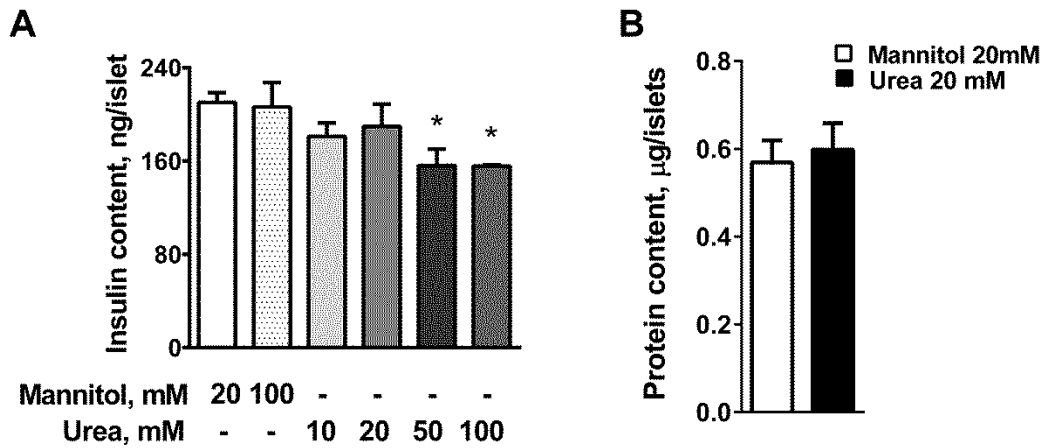 A
Insulin content, ng/islet
240
160
80
0
* *
Mannitol, mM 20 100 - - - -
Urea, mM - - 10 20 50 100
B
Mannitol 20mM
Urea 20 mM
Protein content, µg/islets
0.8
0.6
0.4
0.2
0.0